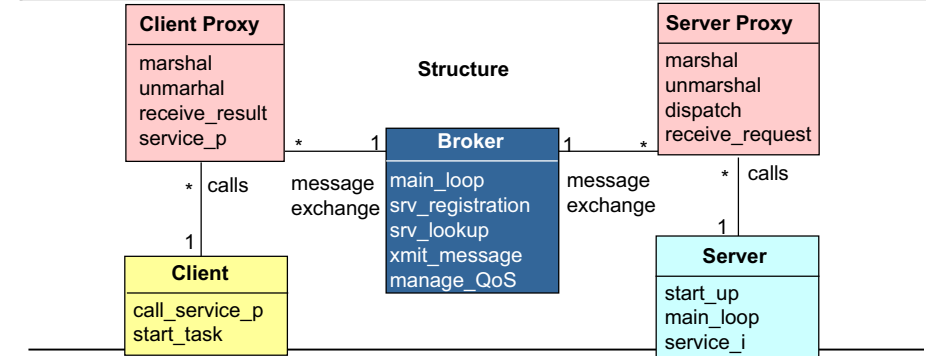 Client Proxy
marshal
unmarhal
receive_result
service_p
Structure
Server Proxy
marshal
unmarshal
dispatch
receive_request
* 1
message
exchange
Broker
main_loop
srv_registration
srv_lookup
xmit_message
manage_QoS
1 *
message
exchange
* calls
1
Client
call_service_p
start_task
* calls
1
Server
start_up
main_loop
service_i